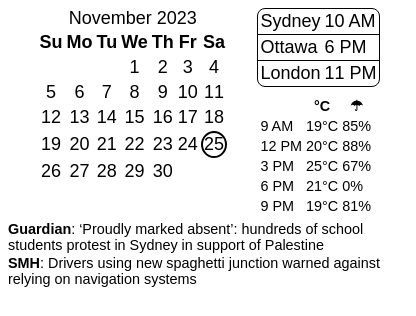 November 2023
Su Mo Tu We Th Fr Sa
1 2 3 4
5 6 7 8 9 10 11
12 13 14 15 16 17 18
19 20 21 22 23 24 25
26 27 28 29 30
Sydney 10 AM
Ottawa 6 PM
London 11 PM
°C ☂
9 AM 19°C 85%
12 PM 20°C 88%
3 PM 25°C 67%
6 PM 21°C 0%
9 PM 19°C 81%
Guardian: ‘Proudly marked absent’: hundreds of school
students protest in Sydney in support of Palestine
SMH: Drivers using new spaghetti junction warned against
relying on navigation systems